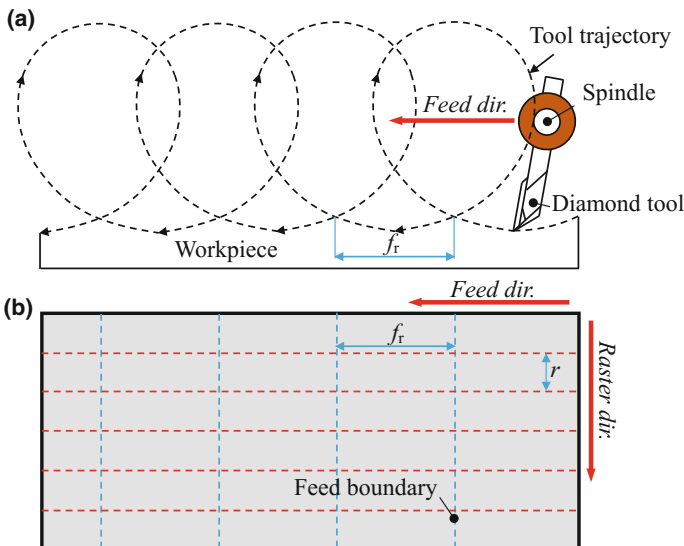 (a)
Tool trajectory
Feed dir.
Spindle
Diamond tool
Workpiece
fr
(b)
Feed dir.
fr
r
Raster dir.
Feed boundary